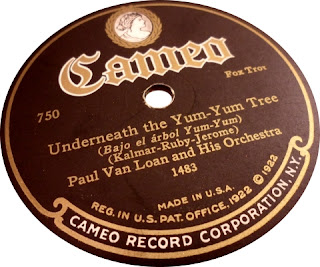 Cameo
Fox Trot
750
Underneath the Yum-Yum Tree
(Bajo el árbol Yum-Yum)
(Kalmar-Ruby-Jerome)
Paul Van Loan and His Orchestra
1483
MADE IN U.S.A.
REG. IN U.S. PAT. OFFICE, 1922 © 1922
CAMEO RECORD CORPORATION, N.Y.